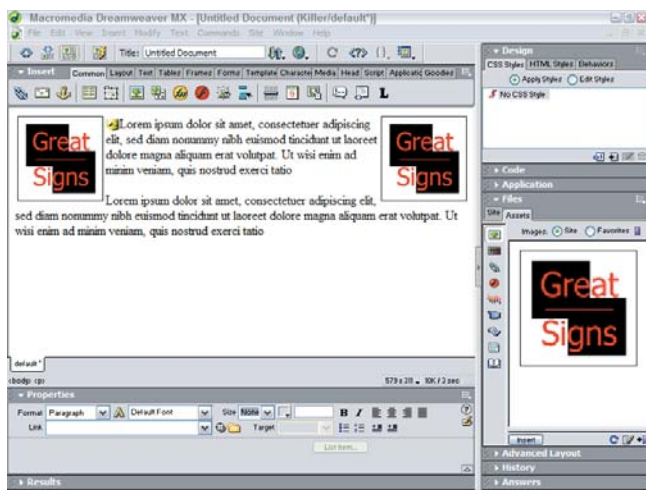 Macromedia Dreamweaver MX - [Untitled Document (Killer/default*)]
File Edit View Insert Modify Text Commands Site Window Help
Title: Untitled Document
Insert Common Layout Text Tables Frames Forms Template Character Media Head Script Applicatic Goodies
Great
Signs
Lorem ipsum dolor sit amet, consectetuer adipiscing
elit, sed diam nonummy nibh euismod tincidunt ut laoreet
dolore magna aliquam erat volutpat. Ut wisi enim ad
minim veniam, quis nostrud exerci tatio
Great
Signs
Lorem ipsum dolor sit amet, consectetuer adipiscing elit,
sed diam nonummy nibh euismod tincidunt ut laoreet dolore magna aliquam erat volutpat. Ut
wisi enim ad minim veniam, quis nostrud exerci tatio
default*
<body> <p>
10K / 2 sec
Properties
Format Paragraph Default Font Size None B I
Link Target
List Item...
Results
Design
CSS Styles HTML Styles Behaviors
Apply Styles Edit Styles
No CSS Style
Code
Application
Files
Site Assets
Images: Site Favorites
Great
Signs
Insert
Advanced Layout
History
Answers